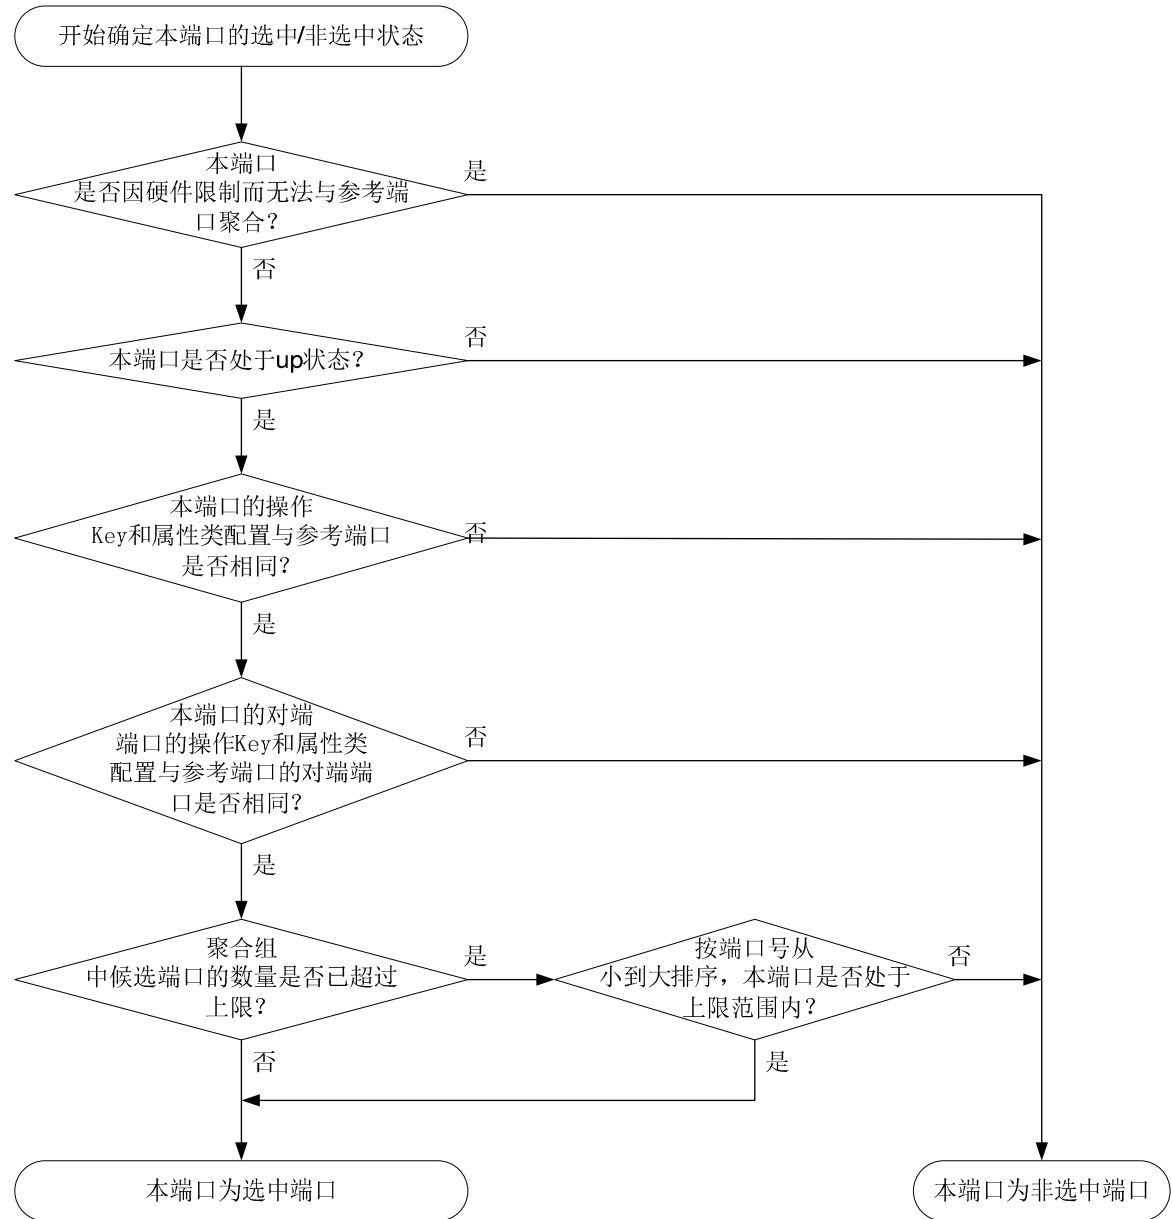 开始确定本端口的选中/非选中状态
本端口
是否因硬件限制而无法与参考端
口聚合？
是
否
本端口是否处于up状态？
否
是
本端口的操作
Key和属性类配置与参考端口
是否相同？
否
是
本端口的对端
端口的操作Key和属性类
配置与参考端口的对端端
口是否相同？
否
是
聚合组
中候选端口的数量是否已超过
上限？
是
按端口号从
小到大排序，本端口是否处于
上限范围内？
否
否
是
本端口为选中端口
本端口为非选中端口